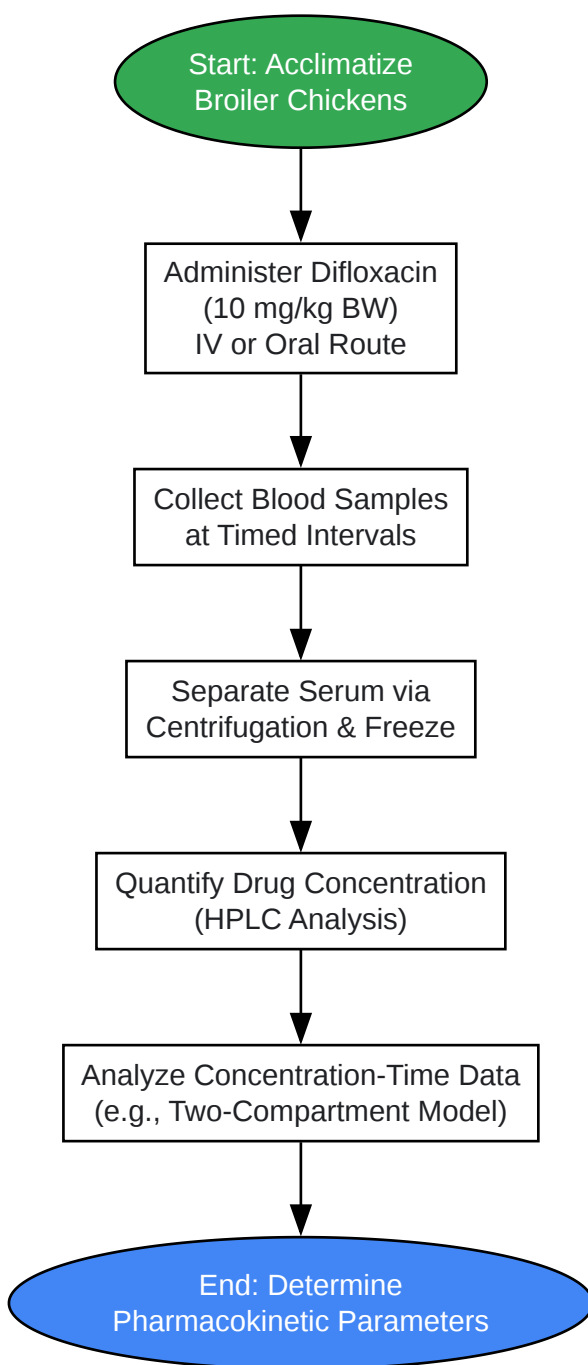 Start: Acclimatize
Broiler Chickens
Administer Difloxacin
(10 mg/kg BW)
IV or Oral Route
Collect Blood Samples
at Timed Intervals
Separate Serum via
Centrifugation & Freeze
Quantify Drug Concentration
(HPLC Analysis)
Analyze Concentration-Time Data
(e.g., Two-Compartment Model)
End: Determine
Pharmacokinetic Parameters